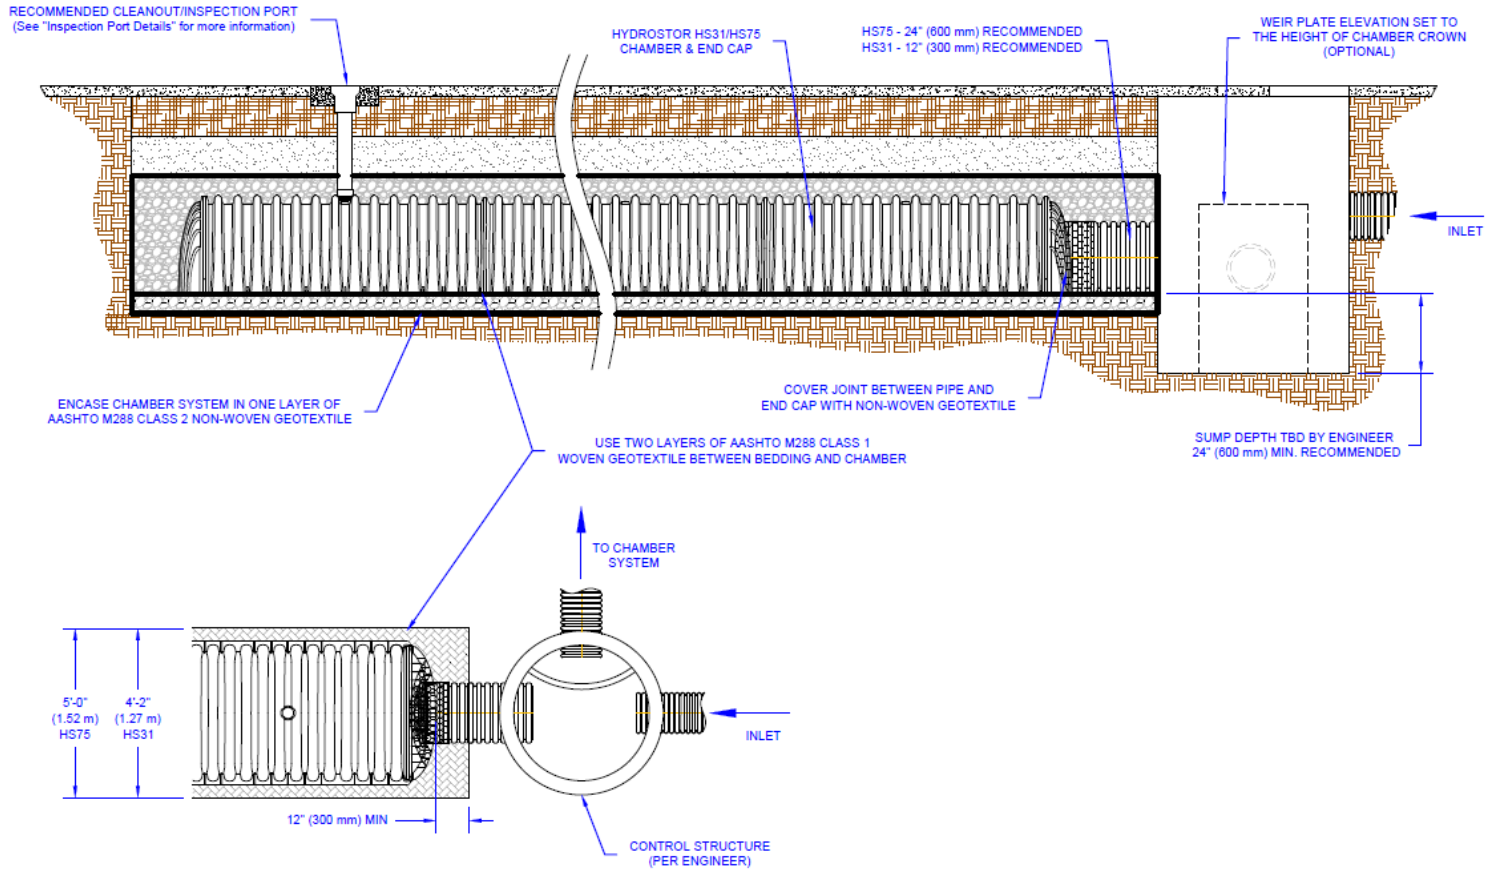 RECOMMENDED CLEANOUT/INSPECTION PORT
(See "Inspection Port Details" for more information)
HYDROSTOR HS31/HS75
CHAMBER & END CAP
HS75 - 24" (600 mm) RECOMMENDED
HS31 - 12" (300 mm) RECOMMENDED
WEIR PLATE ELEVATION SET TO
THE HEIGHT OF CHAMBER CROWN
(OPTIONAL)
INLET
ENCASE CHAMBER SYSTEM IN ONE LAYER OF
AASHTO M288 CLASS 2 NON-WOVEN GEOTEXTILE
COVER JOINT BETWEEN PIPE AND
END CAP WITH NON-WOVEN GEOTEXTILE
USE TWO LAYERS OF AASHTO M288 CLASS 1
WOVEN GEOTEXTILE BETWEEN BEDDING AND CHAMBER
SUMP DEPTH TBD BY ENGINEER
24" (600 mm) MIN. RECOMMENDED
TO CHAMBER
SYSTEM
5'-0"
(1.52 m)
HS75
4'-2"
(1.27 m)
HS31
INLET
12" (300 mm) MIN
CONTROL STRUCTURE
(PER ENGINEER)